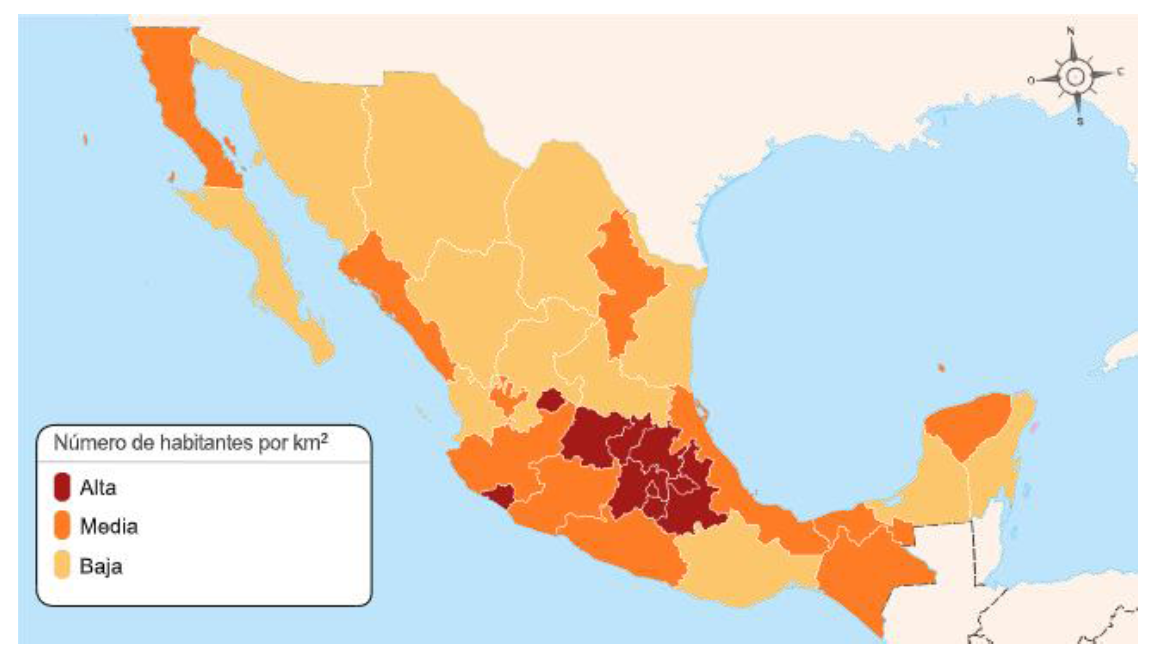 N
O
C
S
Número de habitantes por km²
Alta
Media
Baja